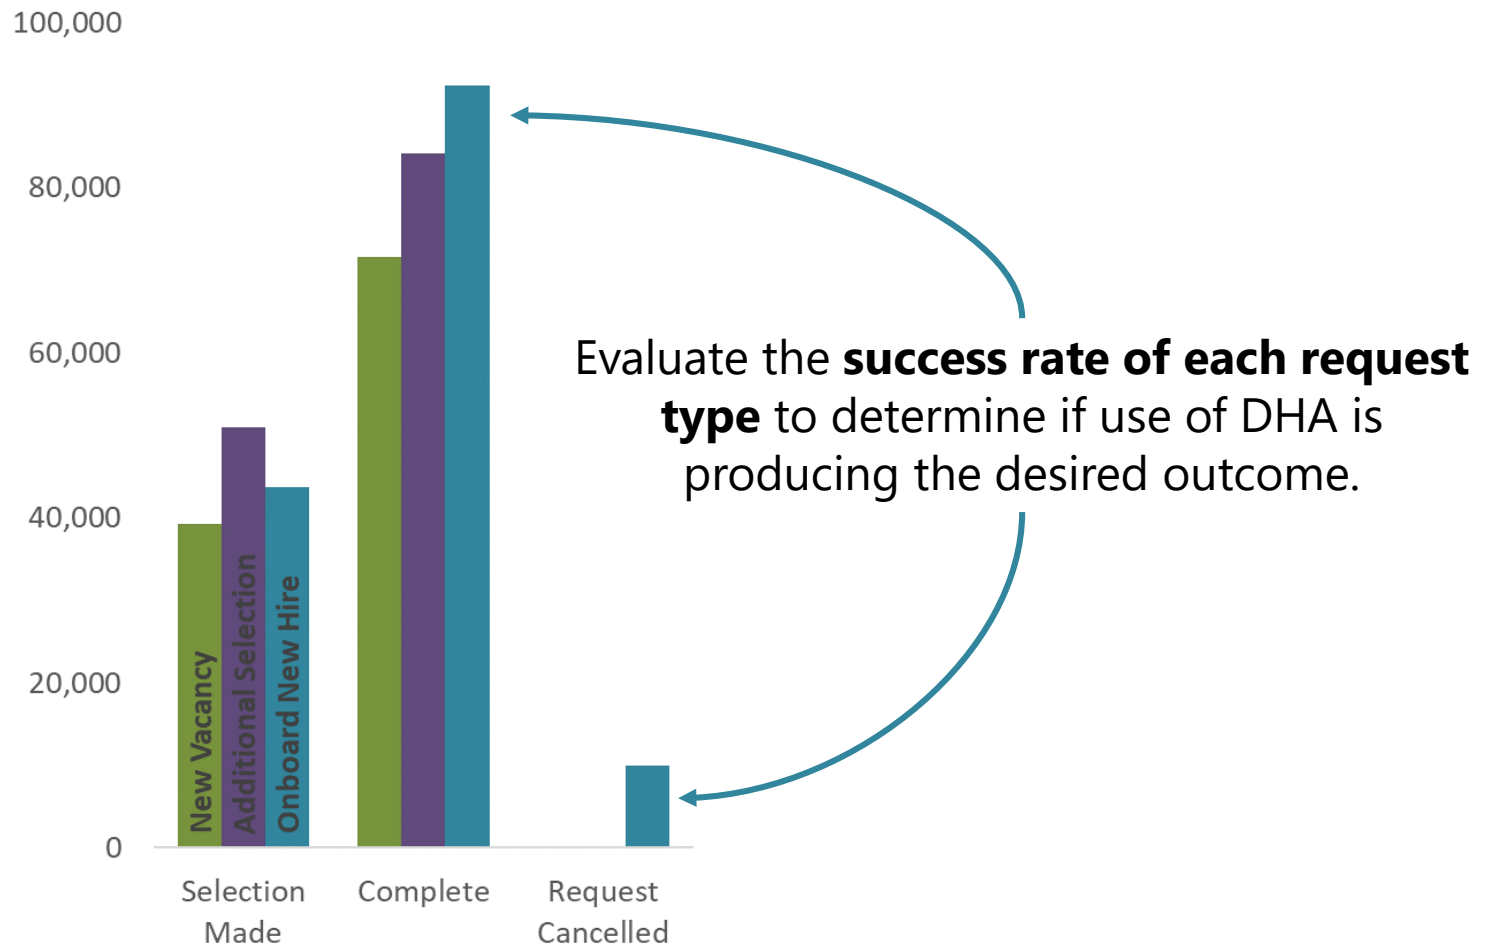 100,000
80,000
60,000
40,000
20,000
0
New Vacancy
Additional Selection
Onboard New Hire
Selection
Made
Complete
Request
Cancelled
Evaluate the success rate of each request
type to determine if use of DHA is
producing the desired outcome.